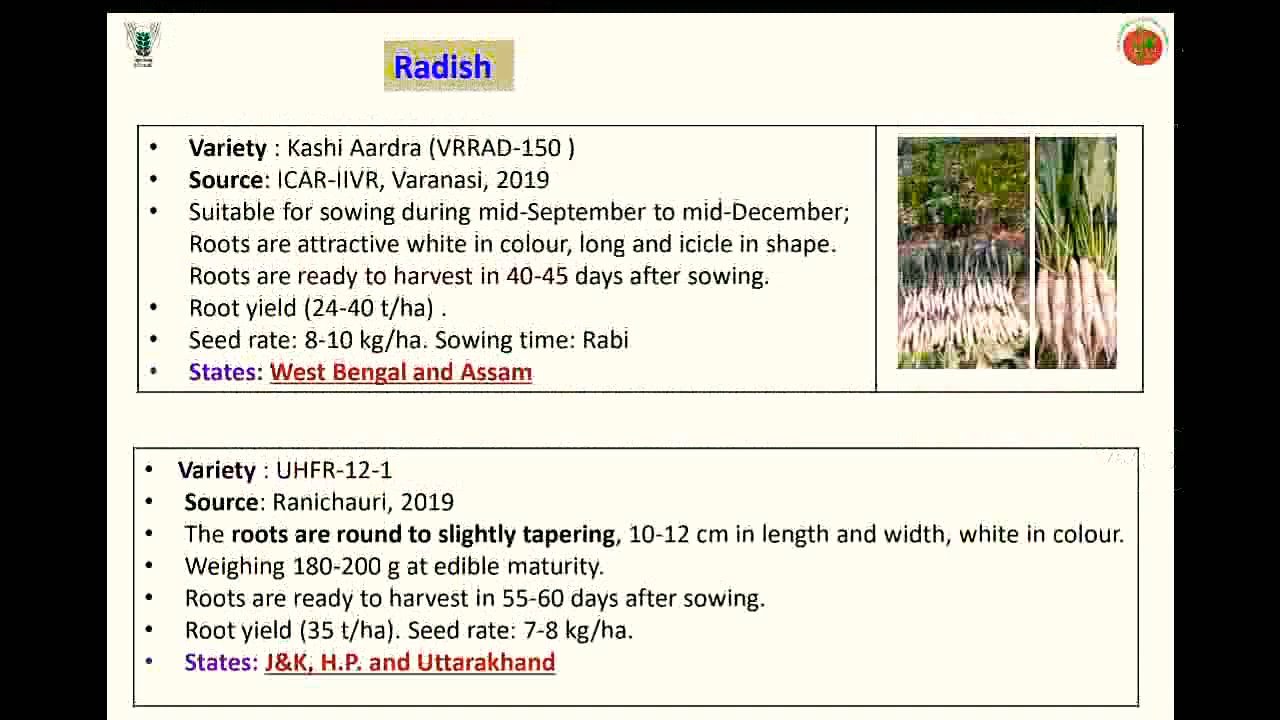 Radish
• Variety : Kashi Aardra (VRRAD-150 )
• Source: ICAR-IIVR, Varanasi, 2019
• Suitable for sowing during mid-September to mid-December;
Roots are attractive white in colour, long and icicle in shape.
Roots are ready to harvest in 40-45 days after sowing.
• Root yield (24-40 t/ha) .
• Seed rate: 8-10 kg/ha. Sowing time: Rabi
• States: West Bengal and Assam
• Variety : UHFR-12-1
• Source: Ranichauri, 2019
• The roots are round to slightly tapering, 10-12 cm in length and width, white in colour.
• Weighing 180-200 g at edible maturity.
• Roots are ready to harvest in 55-60 days after sowing.
• Root yield (35 t/ha). Seed rate: 7-8 kg/ha.
• States: J&K, H.P. and Uttarakhand